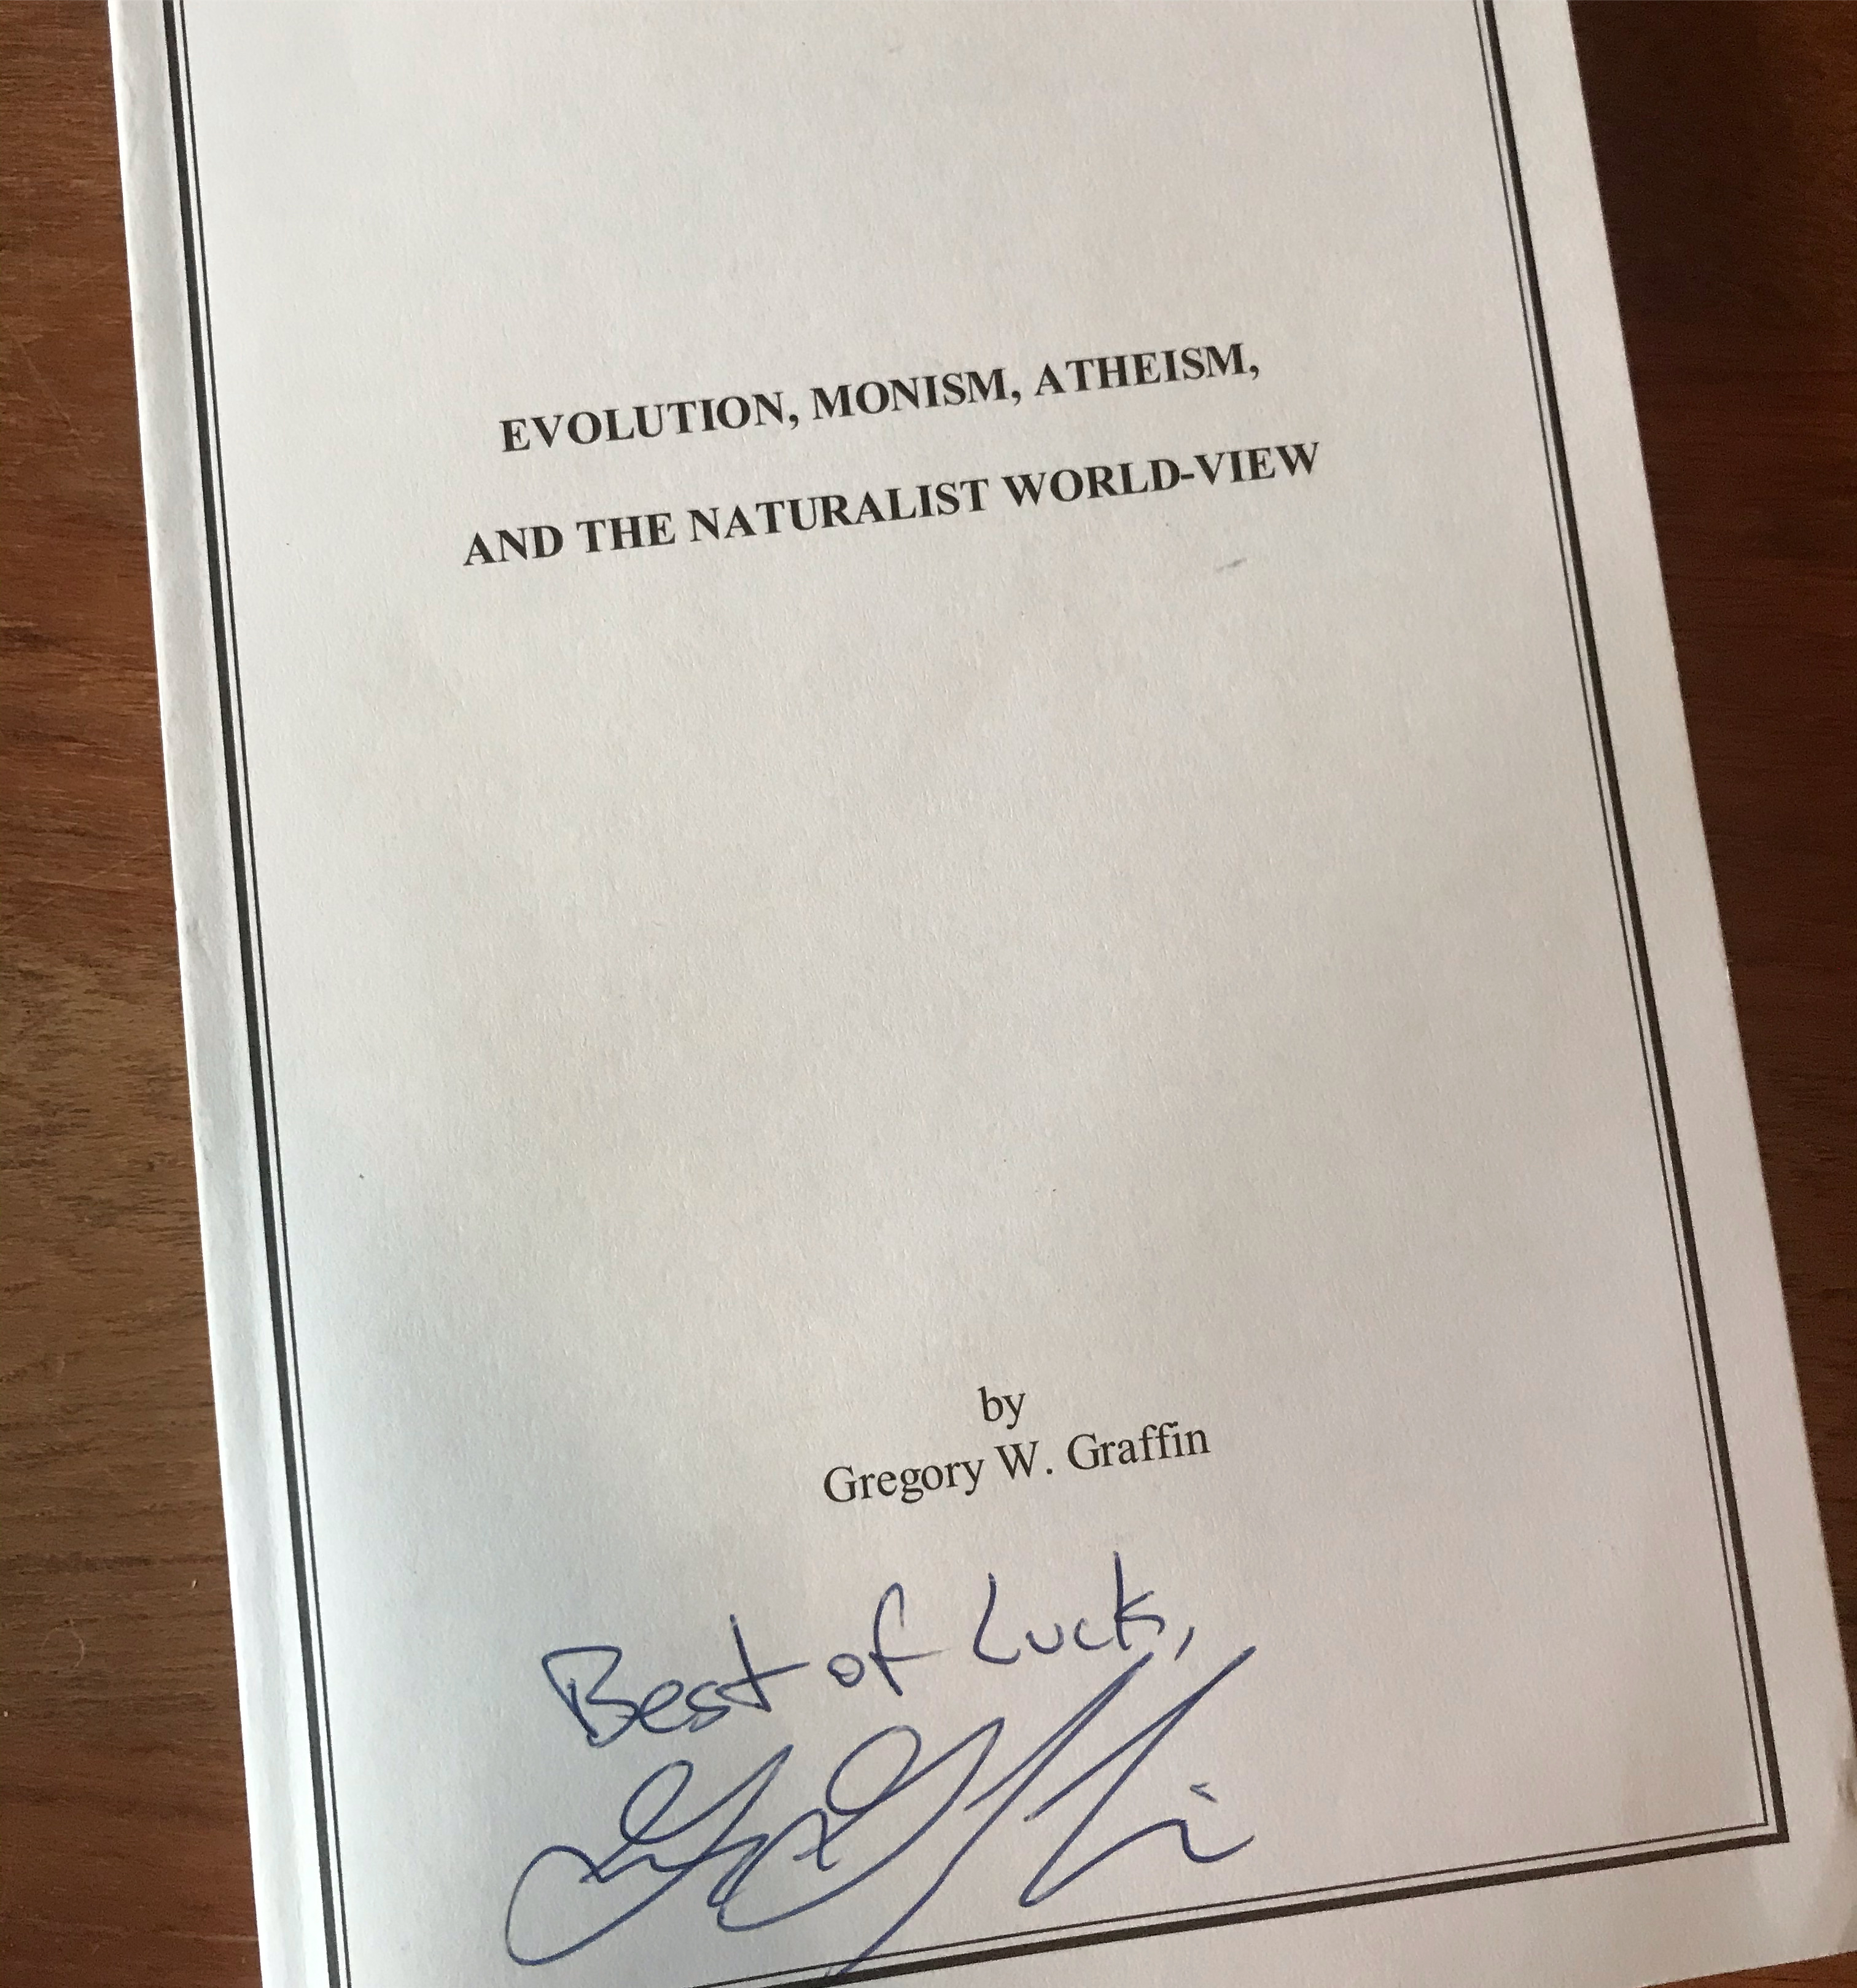 EVOLUTION, MONISM, ATHEISM,
AND THE NATURALIST WORLD-VIEW
by
Gregory W. Graffin
Best of Luck,